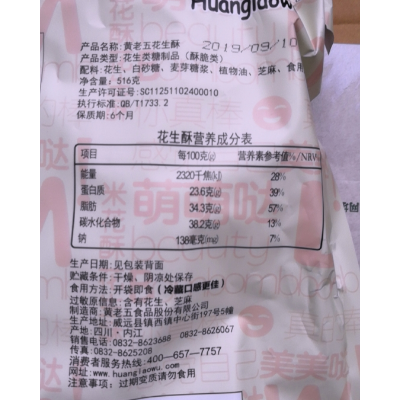 Huanglaowu
产品名称:黄老五花生酥
2019/09/10
产品类型:花生类糖制品(酥脆类)
配料:花生、白砂糖、麦芽糖浆、植物油、芝麻、食用
净含量:516克
生产许可证号:SC11251102400010
执行标准:QB/T1733.2
保质期:6个月
花生酥营养成分表
项目 每100克(g) 营养素参考值%/NRV%
能量 2320千焦(kJ) 28%
蛋白质 23.6克(g) 39%
脂肪 34.3克(g) 57%
碳水化合物 38.2克(g) 13%
钠 138毫克(mg) 7%
生产日期:见包装背面
贮藏条件:干燥、阴凉处保存
食用方法:开袋即食(冷藏口感更佳)
过敏原信息:含有花生、芝麻
制造商:黄老五食品股份有限公司
生产地址:威远县镇西镇中心街197号5幢
产地:四川·内江
销售电话:0832-8623688 0832-8626067
传真:0832-8625208
消费者服务热线:400-657-7757
网址:www.huanglaowu.com
注意事项:过期变质请勿食用
萌萌哒
beauty